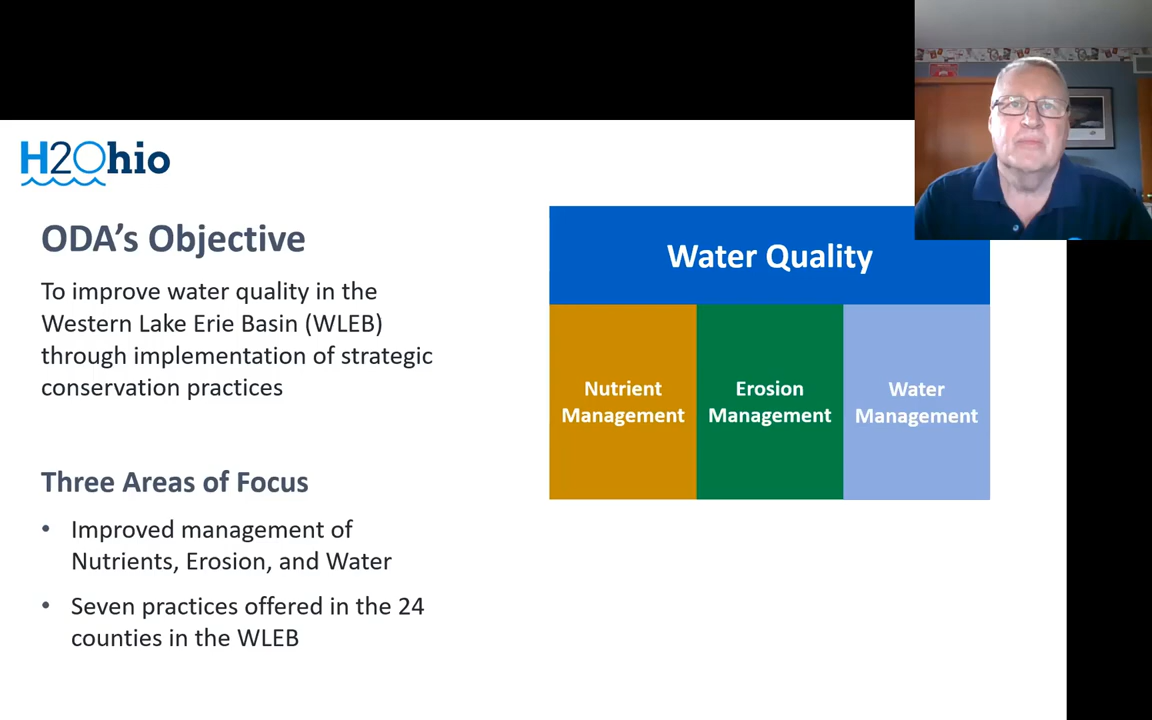 H2Ohio
ODA's Objective
To improve water quality in the
Western Lake Erie Basin (WLEB)
through implementation of strategic
conservation practices
Three Areas of Focus
• Improved management of
Nutrients, Erosion, and Water
• Seven practices offered in the 24
counties in the WLEB
Water Quality
Nutrient
Management
Erosion
Management
Water
Management